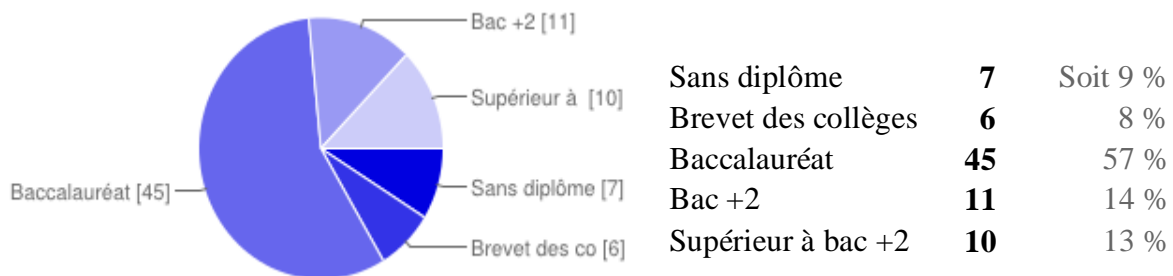 Bac +2 [11]
Supérieur à [10]
Sans diplôme [7]
Brevet des co [6]
Baccalauréat [45]
Sans diplôme 7 Soit 9 %
Brevet des collèges 6 8 %
Baccalauréat 45 57 %
Bac +2 11 14 %
Supérieur à bac +2 10 13 %